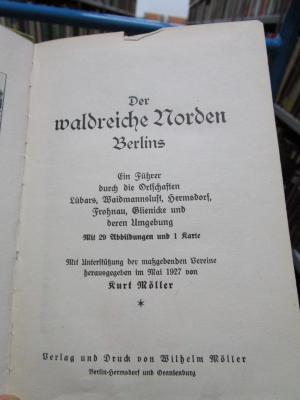 Der
waldreiche Norden
Berlins
Ein Führer
durch die Ortschaften
Lübars, Waidmannslust, Hermsdorf,
Frohnau, Glienicke und
deren Umgebung
Mit 29 Abbildungen und 1 Karte
Mit Unterstützung der maßgebenden Vereine
herausgegeben im Mai 1927 von
Kurt Möller
*
Verlag und Druck von Wilhelm Möller
Berlin-Hermsdorf und Oranienburg